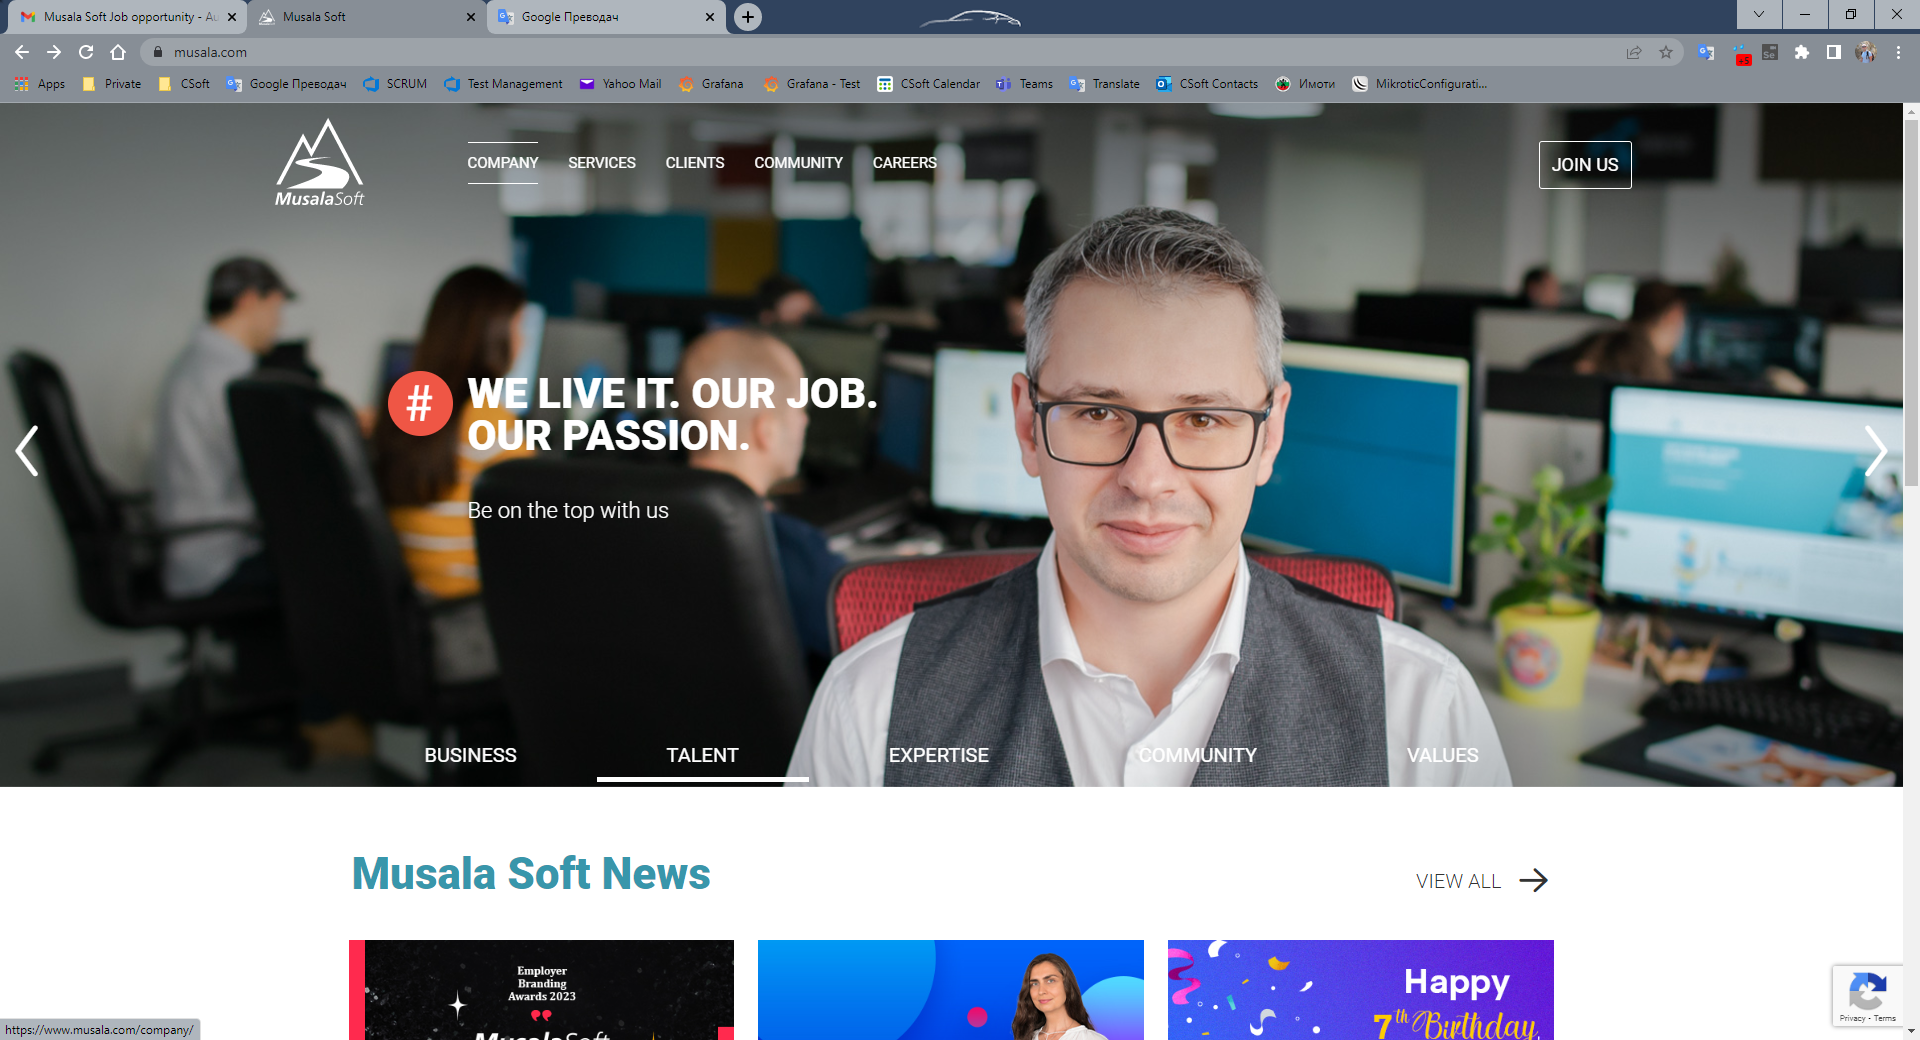 Musala Soft Job opportunity - Au
Musala Soft
Google Преводач
musala.com
Apps
Private
CSoft
Google Преводач
SCRUM
Test Management
Yahoo Mail
Grafana
Grafana - Test
CSoft Calendar
Teams
Translate
CSoft Contacts
Имоти
MikroticConfigurati...
MusalaSoft
COMPANY
SERVICES
CLIENTS
COMMUNITY
CAREERS
JOIN US
# WE LIVE IT. OUR JOB.
OUR PASSION.
Be on the top with us
BUSINESS
TALENT
EXPERTISE
COMMUNITY
VALUES
Musala Soft News
VIEW ALL
Employer
Branding
Awards 2023
MusalaSoft
Happy
7th Birthday,
Privacy - Terms
https://www.musala.com/company/